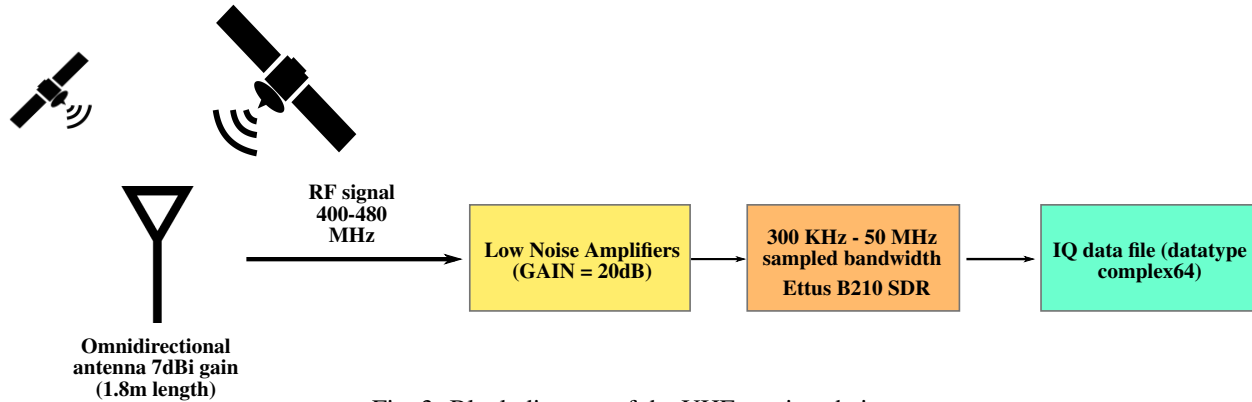 RF signal
400-480
MHz
Low Noise Amplifiers
(GAIN = 20dB)
300 KHz - 50 MHz
sampled bandwidth
Ettus B210 SDR
IQ data file (datatype
complex64)
Omnidirectional
antenna 7dBi gain
(1.8m length)